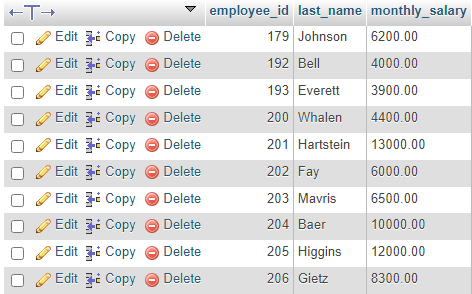 employee_id last_name monthly_salary
Edit Copy Delete 179 Johnson 6200.00
Edit Copy Delete 192 Bell 4000.00
Edit Copy Delete 193 Everett 3900.00
Edit Copy Delete 200 Whalen 4400.00
Edit Copy Delete 201 Hartstein 13000.00
Edit Copy Delete 202 Fay 6000.00
Edit Copy Delete 203 Mavris 6500.00
Edit Copy Delete 204 Baer 10000.00
Edit Copy Delete 205 Higgins 12000.00
Edit Copy Delete 206 Gietz 8300.00